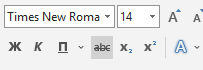 Times New Roma 14 A A
Ж К П abc x₂ x² A